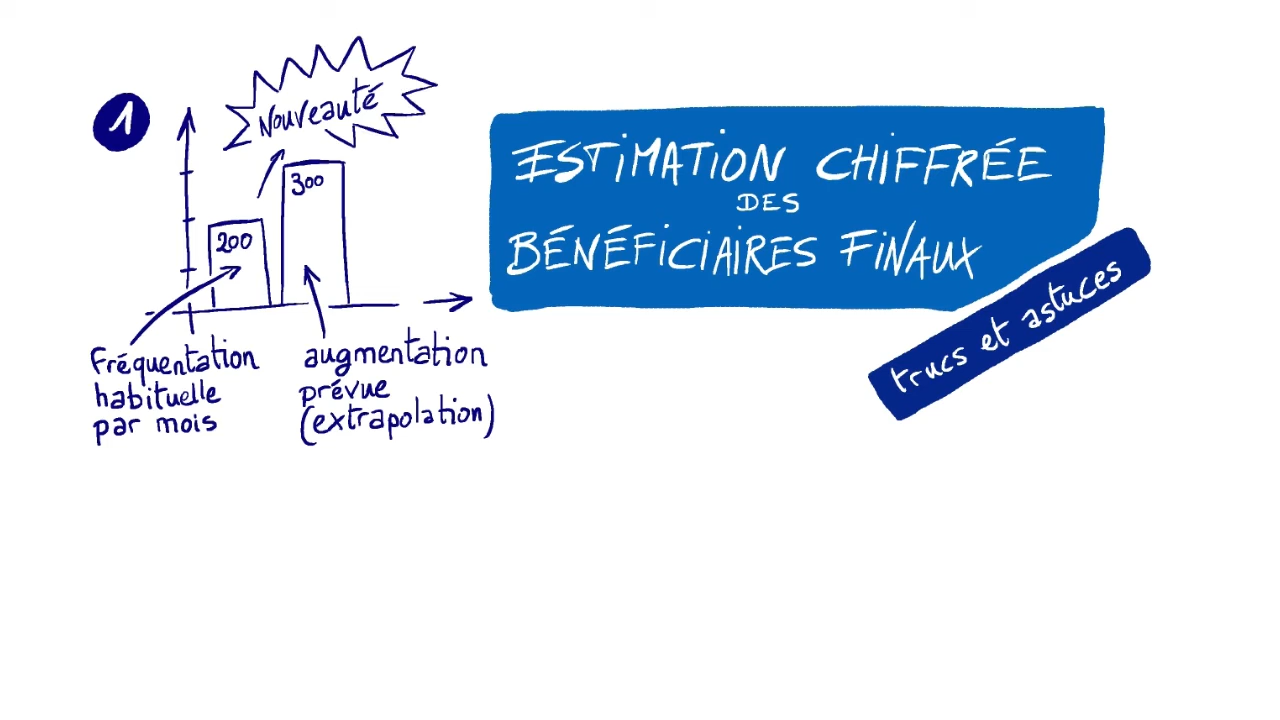 1
Nouveauté
300
200
Fréquentation
habituelle
par mois
augmentation
prévue
(extrapolation)
ESTIMATION CHIFFRÉE
DES
BÉNÉFICIAIRES FINAUX
trucs et astuces